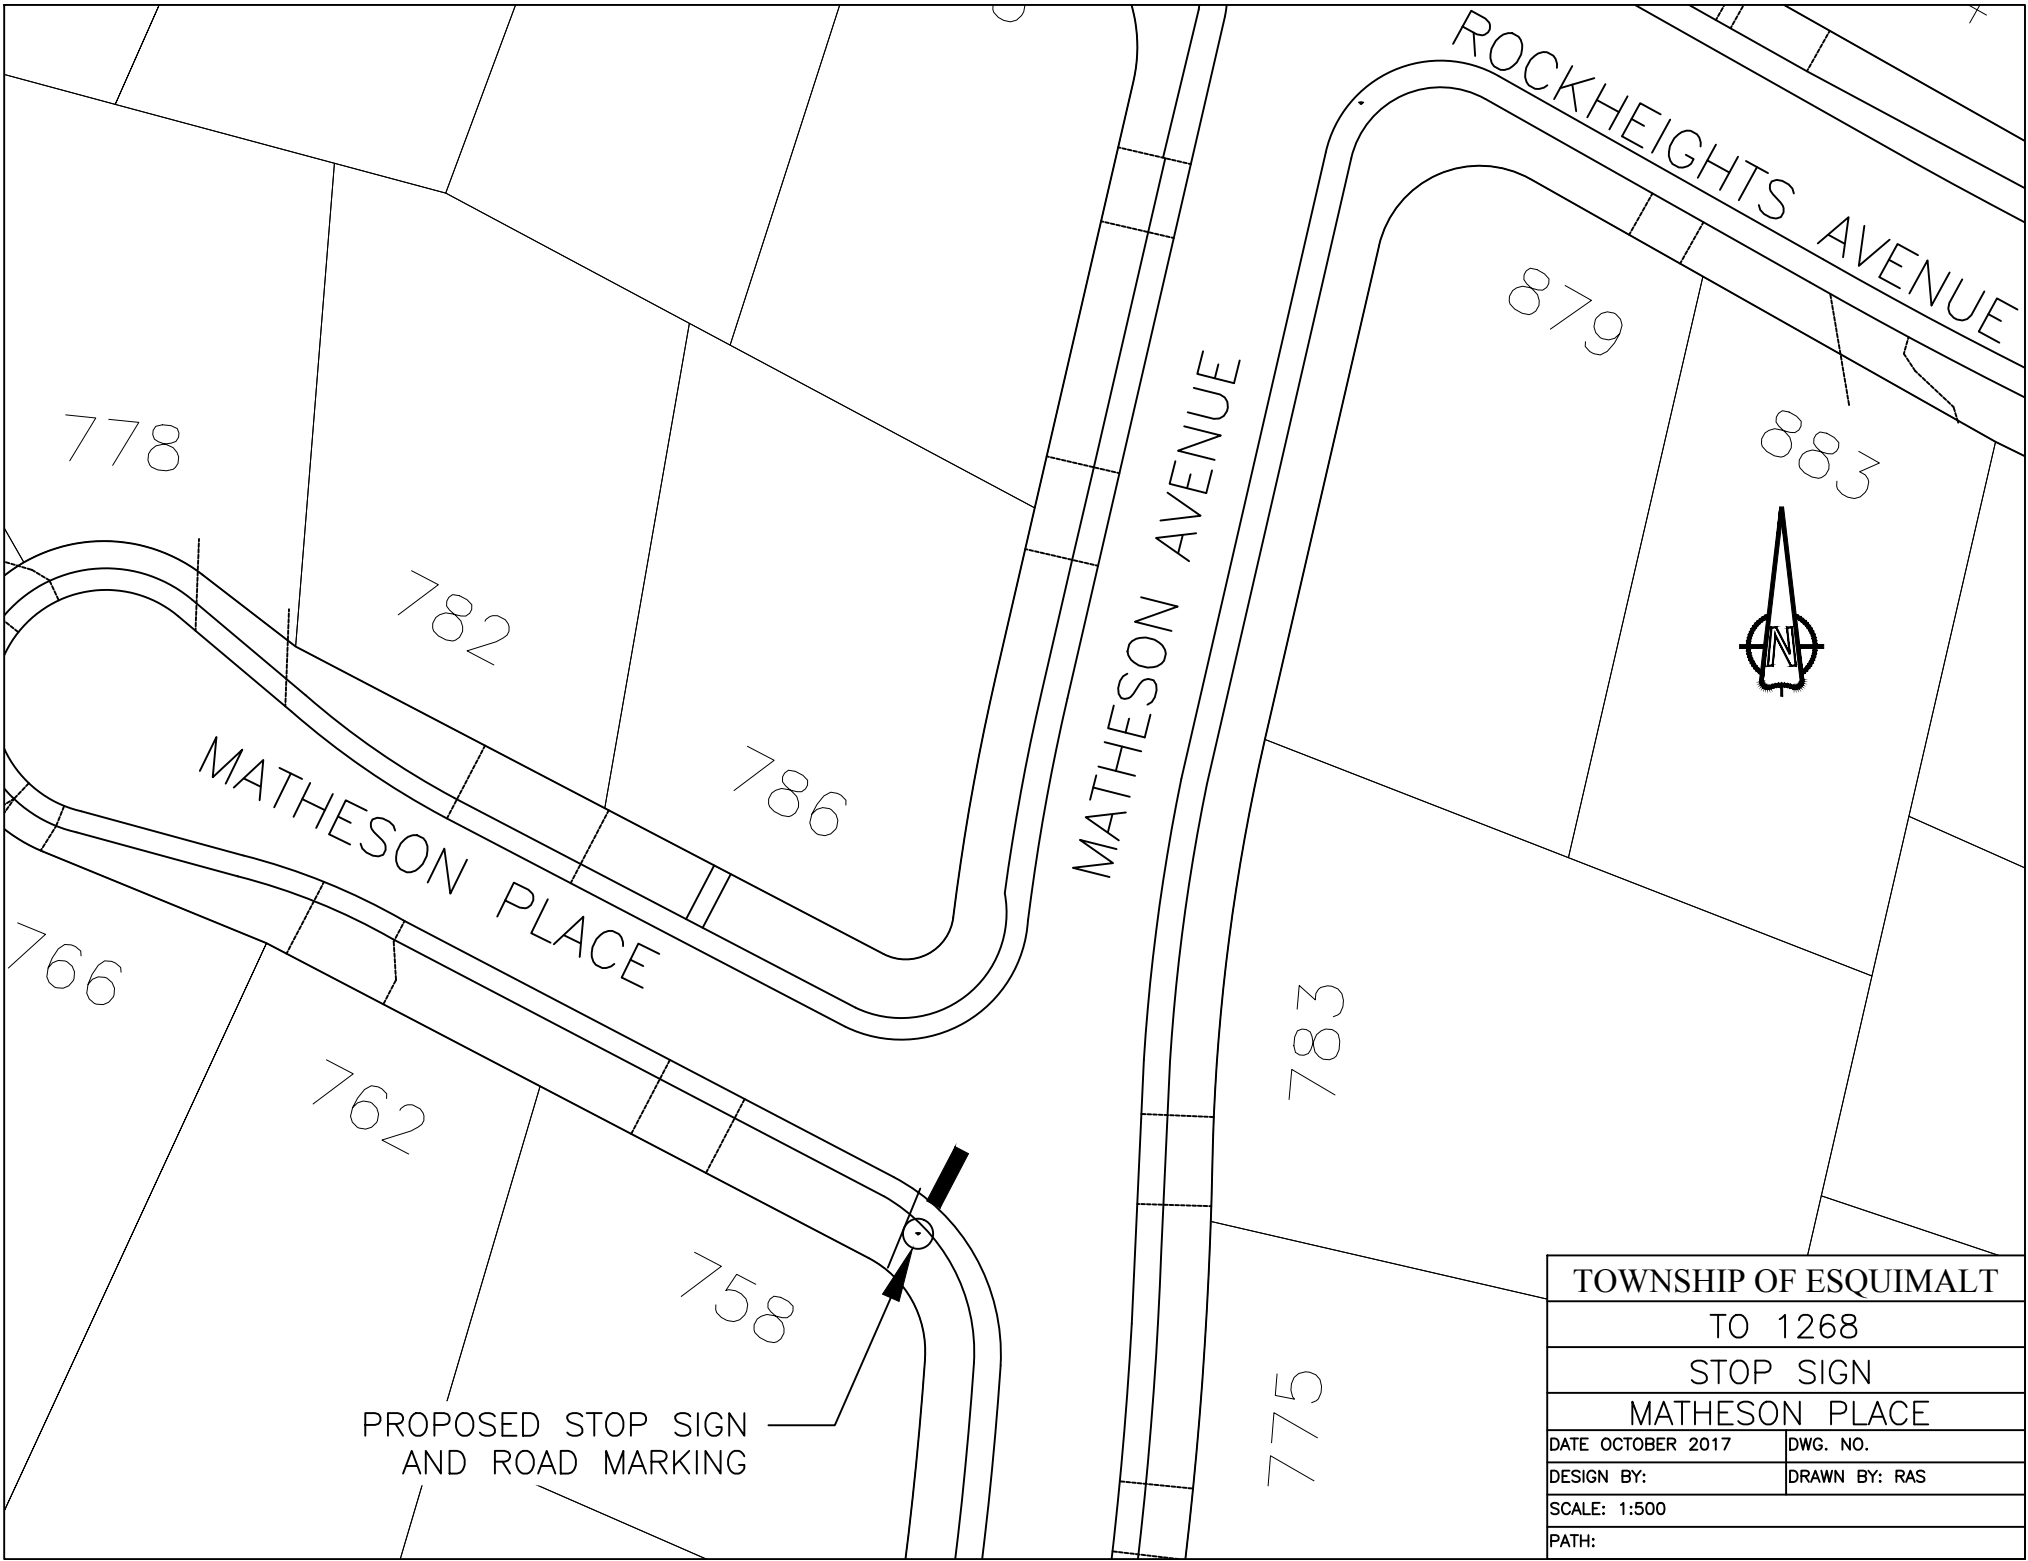 ROCKHEIGHTS AVENUE
879
883
MATHESON AVENUE
778
782
786
N
MATHESON PLACE
766
762
758
783
775
PROPOSED STOP SIGN
AND ROAD MARKING
TOWNSHIP OF ESQUIMALT
TO 1268
STOP SIGN
MATHESON PLACE
DATE OCTOBER 2017
DWG. NO.
DESIGN BY:
DRAWN BY: RAS
SCALE: 1:500
PATH: